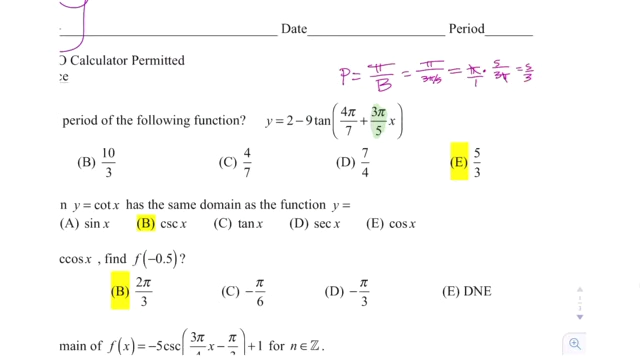 Date Period
O Calculator Permitted
ce
P = π/B = π/(3π/5) = π/1 · 5/3π = 5/3
period of the following function? y = 2 − 9 tan(4π/7 + 3π/5 x)
(B) 10/3 (C) 4/7 (D) 7/4 (E) 5/3
n y = cot x has the same domain as the function y =
(A) sin x (B) csc x (C) tan x (D) sec x (E) cos x
ccos x , find f(−0.5) ?
(B) 2π/3 (C) −π/6 (D) −π/3 (E) DNE
main of f(x) = −5csc(3π/4 x − π/3) + 1 for n ∈ ℤ.